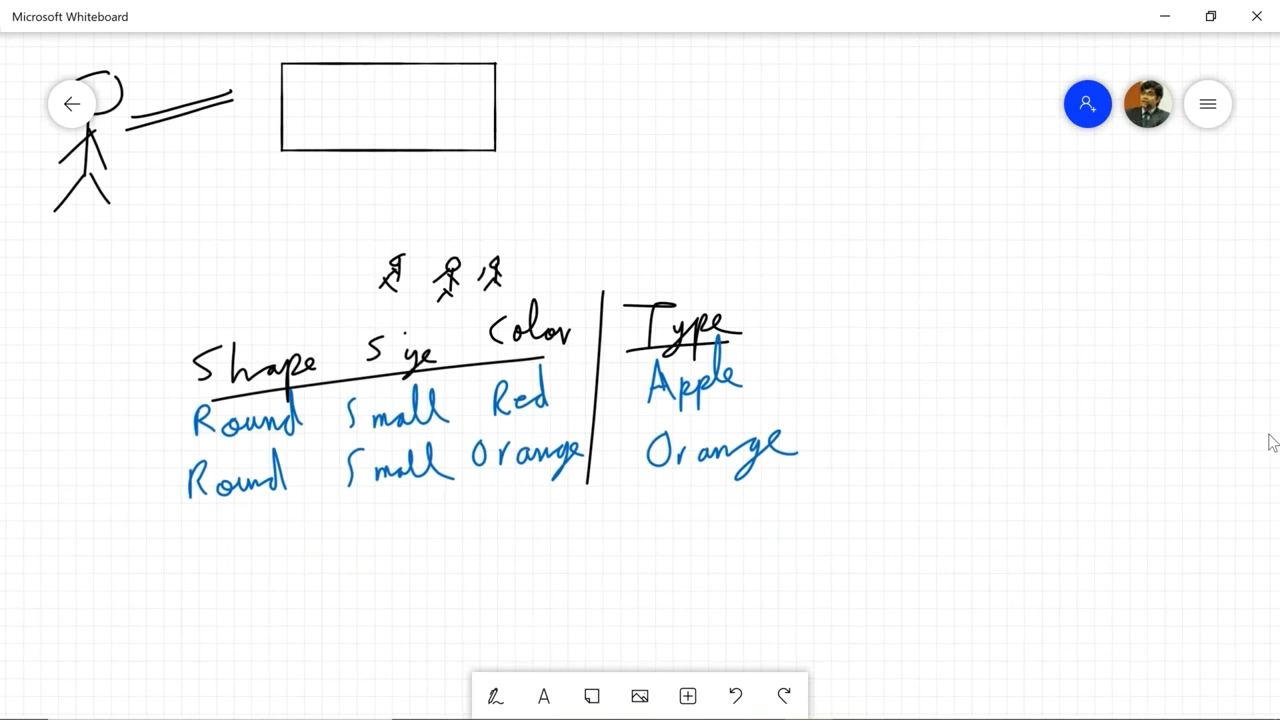 Microsoft Whiteboard
Shape Size Color Type
Round Small Red Apple
Round Small Orange Orange
A